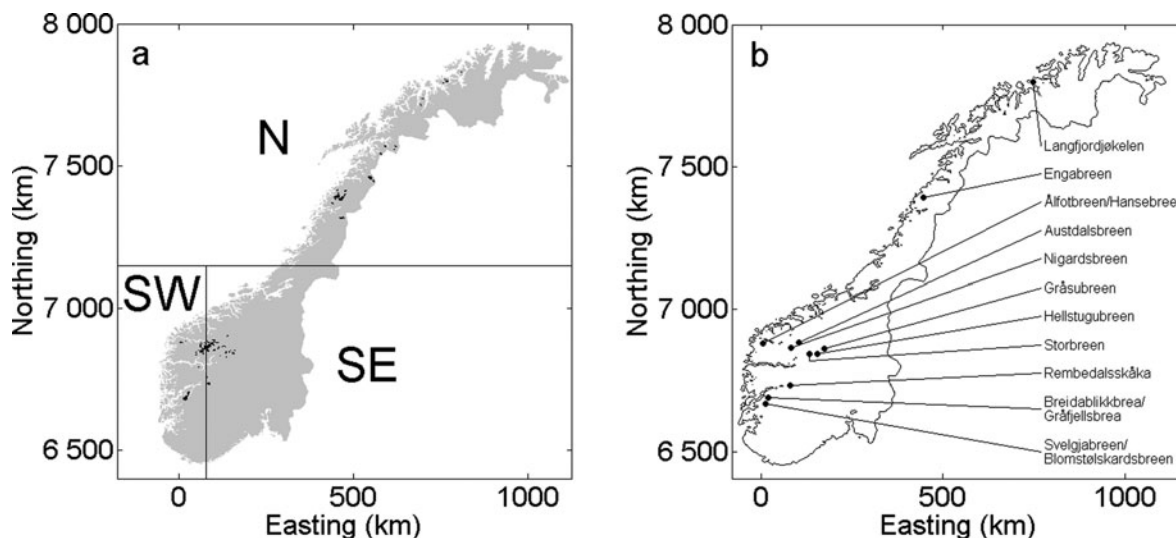 a
N
SW
SE
8 000
7 500
7 000
6 500
Northing (km)
0
500
1000
Easting (km)
b
8 000
7 500
7 000
6 500
Northing (km)
0
500
1000
Easting (km)
Langfjordjøkelen
Engabreen
Ålfotbreen/Hansebree
Austdalsbreen
Nigardsbreen
Gråsubreen
Hellstugubreen
Storbreen
Rembedalsskåka
Breidablikkbrea/
Gråfjellsbrea
Svelgjabreen/
Blomstølskardsbreen